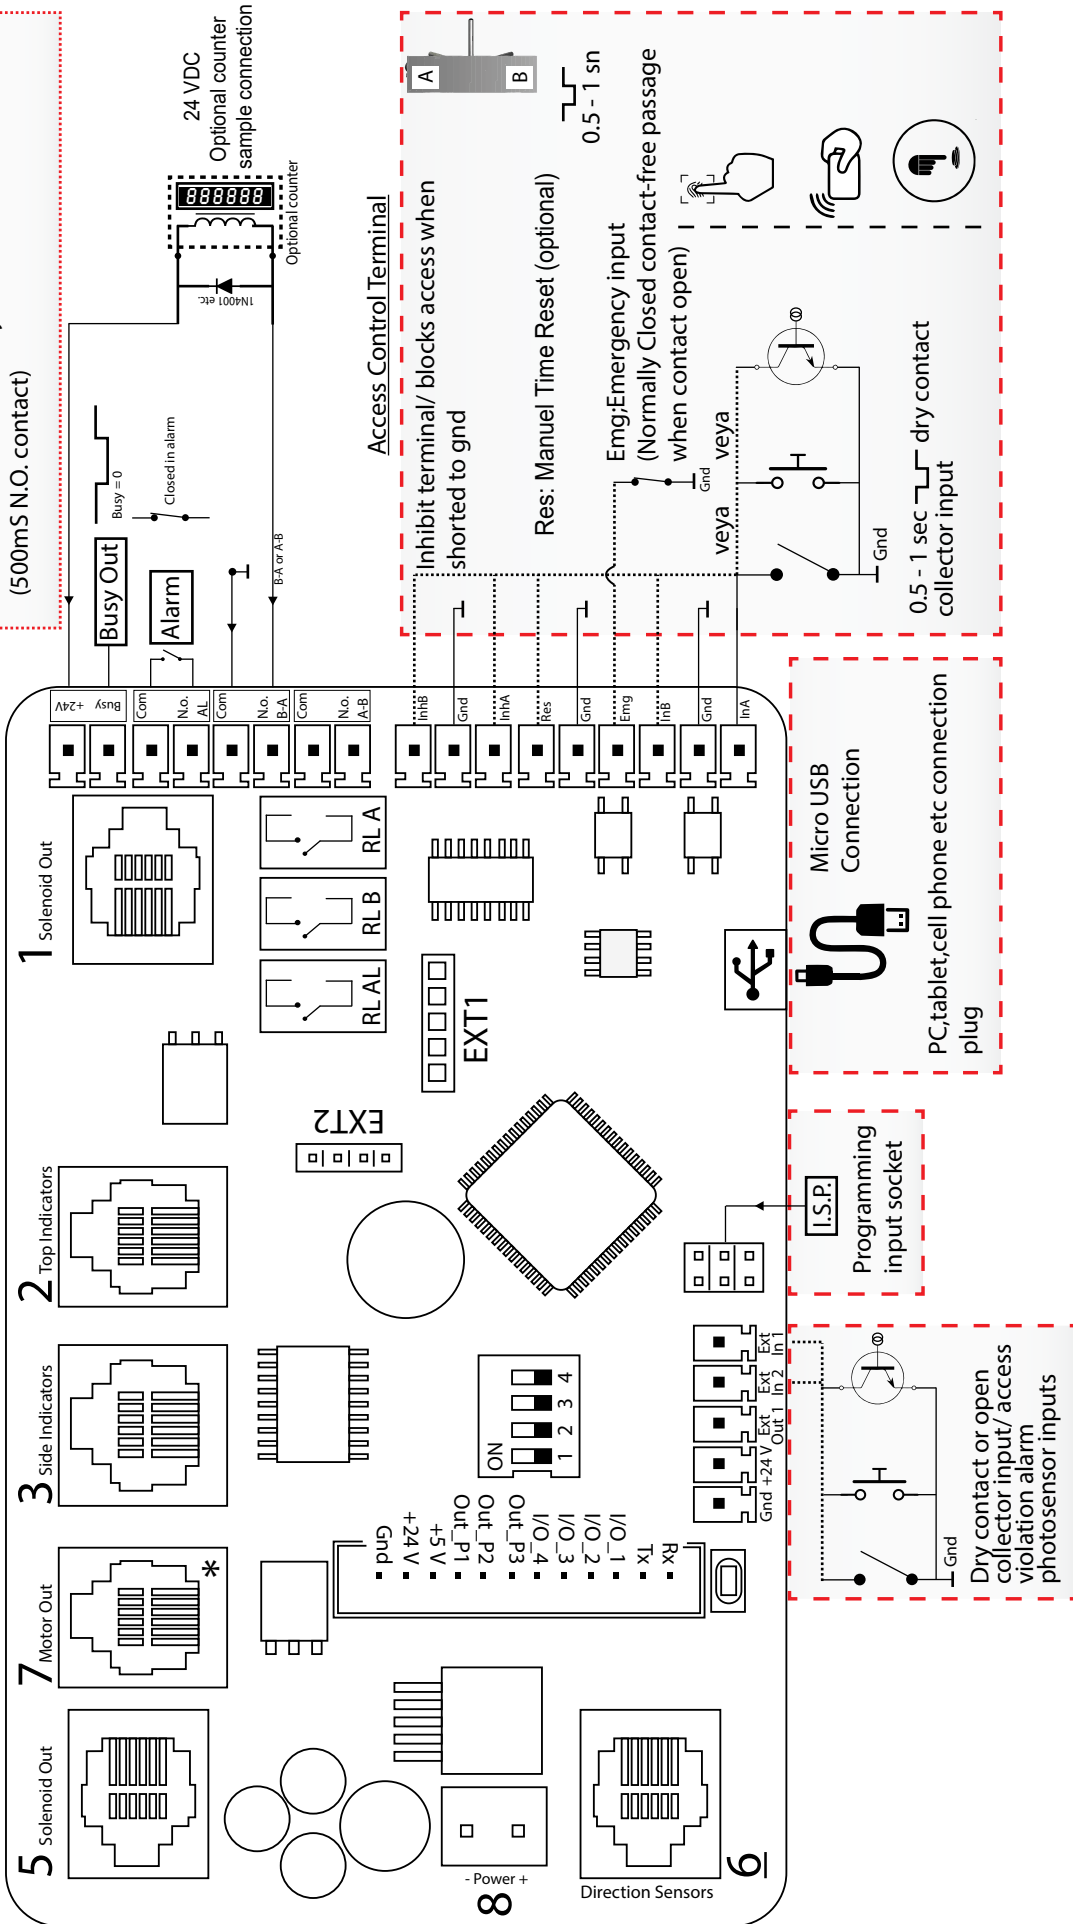 (500mS N.O. contact)
24 VDC
Optional counter
sample connection
888888
Optional counter
1N4001 etc.
Busy = 0
Closed in alarm
B-A or A-B
Busy Out
Alarm
+24V
Busy
Com
N.o.
AL
Com
N.o.
B-A
Com
N.o.
A-B
InhB
Gnd
InhA
Res
Gnd
Emg
InB
Gnd
InA
Access Control Terminal
A
B
Inhibit terminal/ blocks access when
shorted to gnd
0.5 - 1 sn
Res: Manuel Time Reset (optional)
Emg;Emergency input
(Normally Closed contact-free passage
when contact open)
Gnd
veya
veya
Gnd
0.5 - 1 sec dry contact
collector input
1 Solenoid Out
2 Top Indicators
3 Side Indicators
7 Motor Out
*
5 Solenoid Out
RL A
RL B
RL AL
EXT1
EXT2
ON
1 2 3 4
Gnd
+24 V
+5 V
Out_P1
Out_P2
Out_P3
I/O_4
I/O_3
I/O_2
I/O_1
Tx
Rx
- Power +
8
Direction Sensors
6
Gnd
+24 V
Ext
Out 1
Ext
In 2
Ext
In 1
Micro USB
Connection
PC,tablet,cell phone etc connection
plug
I.S.P.
Programming
input socket
Gnd
Dry contact or open
collector input/ access
violation alarm
photosensor inputs